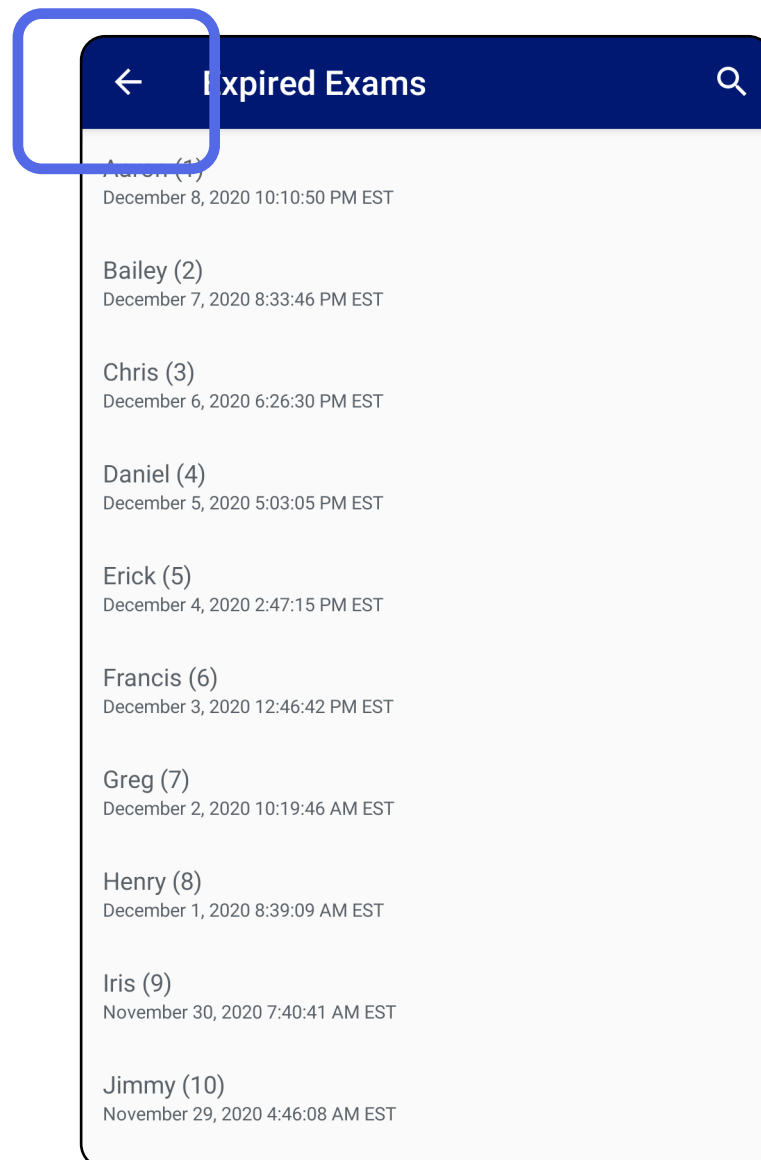 Expired Exams
Aaron (1)
December 8, 2020 10:10:50 PM EST
Bailey (2)
December 7, 2020 8:33:46 PM EST
Chris (3)
December 6, 2020 6:26:30 PM EST
Daniel (4)
December 5, 2020 5:03:05 PM EST
Erick (5)
December 4, 2020 2:47:15 PM EST
Francis (6)
December 3, 2020 12:46:42 PM EST
Greg (7)
December 2, 2020 10:19:46 AM EST
Henry (8)
December 1, 2020 8:39:09 AM EST
Iris (9)
November 30, 2020 7:40:41 AM EST
Jimmy (10)
November 29, 2020 4:46:08 AM EST